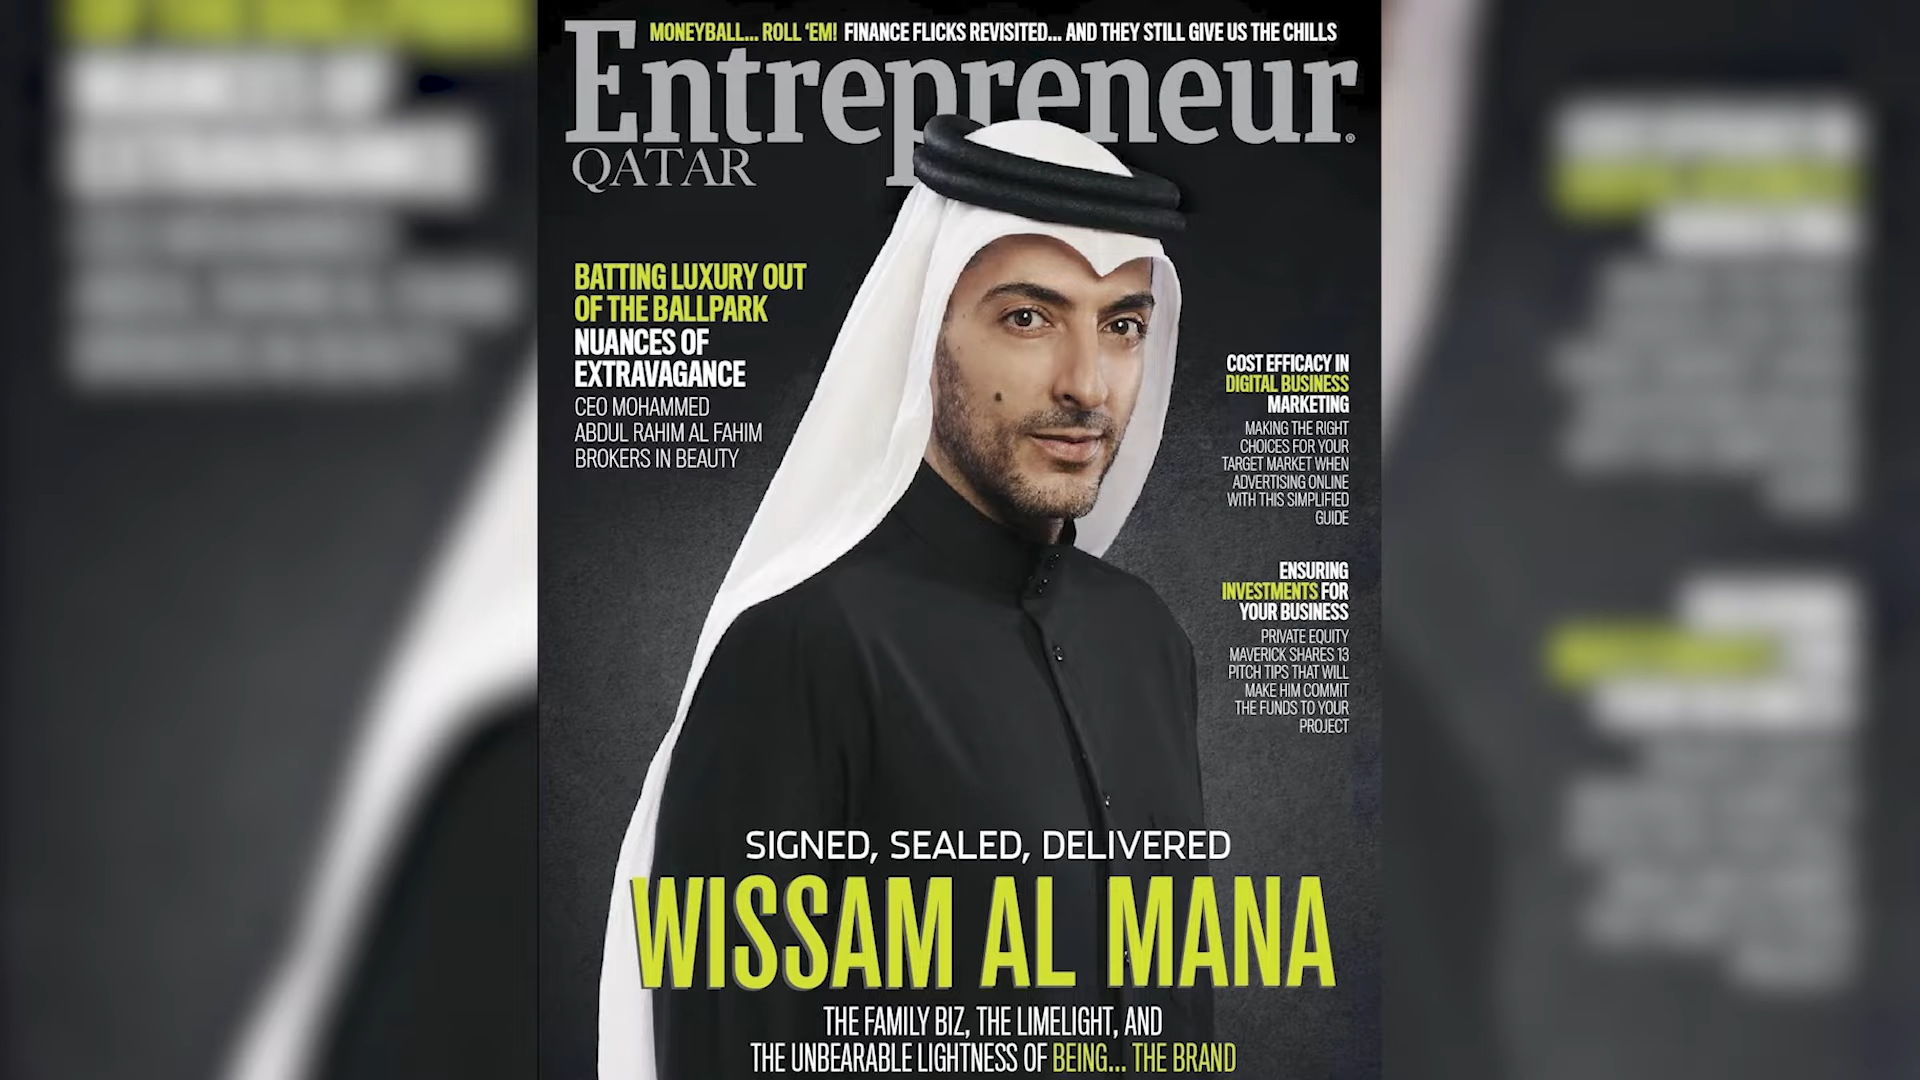 MONEYBALL... ROLL 'EM! FINANCE FLICKS REVISITED... AND THEY STILL GIVE US THE CHILLS
Entrepreneur®
QATAR
BATTING LUXURY OUT
OF THE BALLPARK
NUANCES OF
EXTRAVAGANCE
CEO MOHAMMED
ABDUL RAHIM AL FAHIM
BROKERS IN BEAUTY
COST EFFICACY IN
DIGITAL BUSINESS
MARKETING
MAKING THE RIGHT
CHOICES FOR YOUR
TARGET MARKET WHEN
ADVERTISING ONLINE
WITH THIS SIMPLIFIED
GUIDE
ENSURING
INVESTMENTS FOR
YOUR BUSINESS
PRIVATE EQUITY
MAVERICK SHARES 13
PITCH TIPS THAT WILL
MAKE HIM COMMIT
THE FUNDS TO YOUR
PROJECT
SIGNED, SEALED, DELIVERED
WISSAM AL MANA
THE FAMILY BIZ, THE LIMELIGHT, AND
THE UNBEARABLE LIGHTNESS OF BEING... THE BRAND